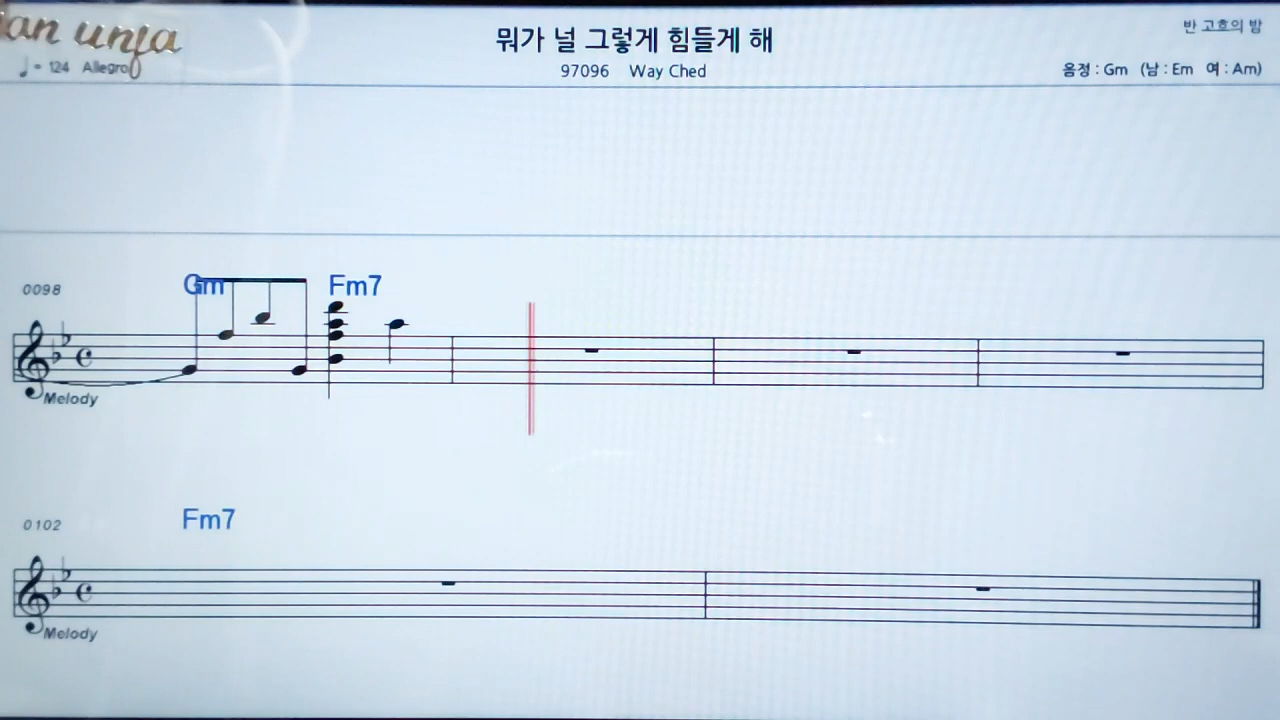 뭐가 널 그렇게 힘들게 해
반 고흐의 밤
♩= 124 Allegro
97096 Way Ched
음정 : Gm (남 : Em 여 : Am)
0098 Gm Fm7
Melody
0102 Fm7
Melody